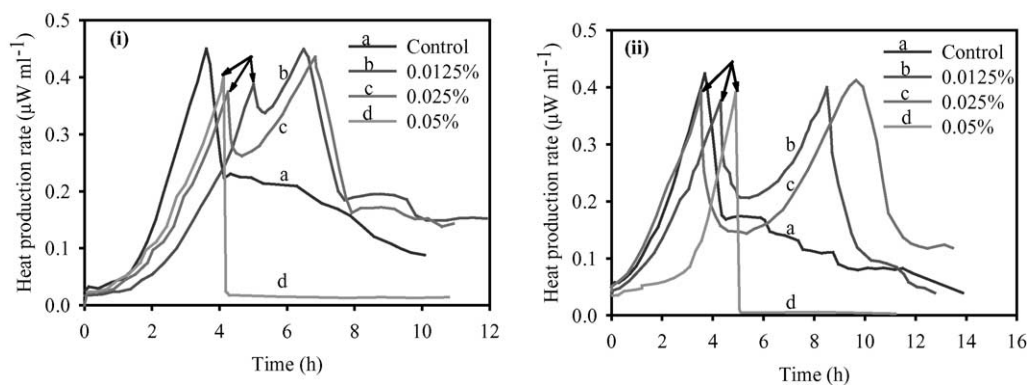 (i)
a Control
b 0.0125%
c 0.025%
d 0.05%
b
c
a
d
Heat production rate (μW ml⁻¹)
0.5
0.4
0.3
0.2
0.1
0.0
0 2 4 6 8 10 12
Time (h)
(ii)
a Control
b 0.0125%
c 0.025%
d 0.05%
b
c
a
d
Heat production rate (μW ml⁻¹)
0.5
0.4
0.3
0.2
0.1
0.0
0 2 4 6 8 10 12 14 16
Time (h)